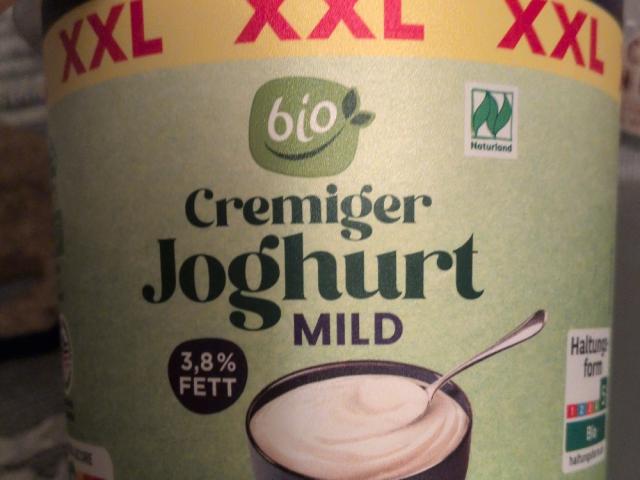 XXL XXL XXL
bio
Naturland
Cremiger
Joghurt
MILD
3,8%
FETT
Haltungs-
form
Bio